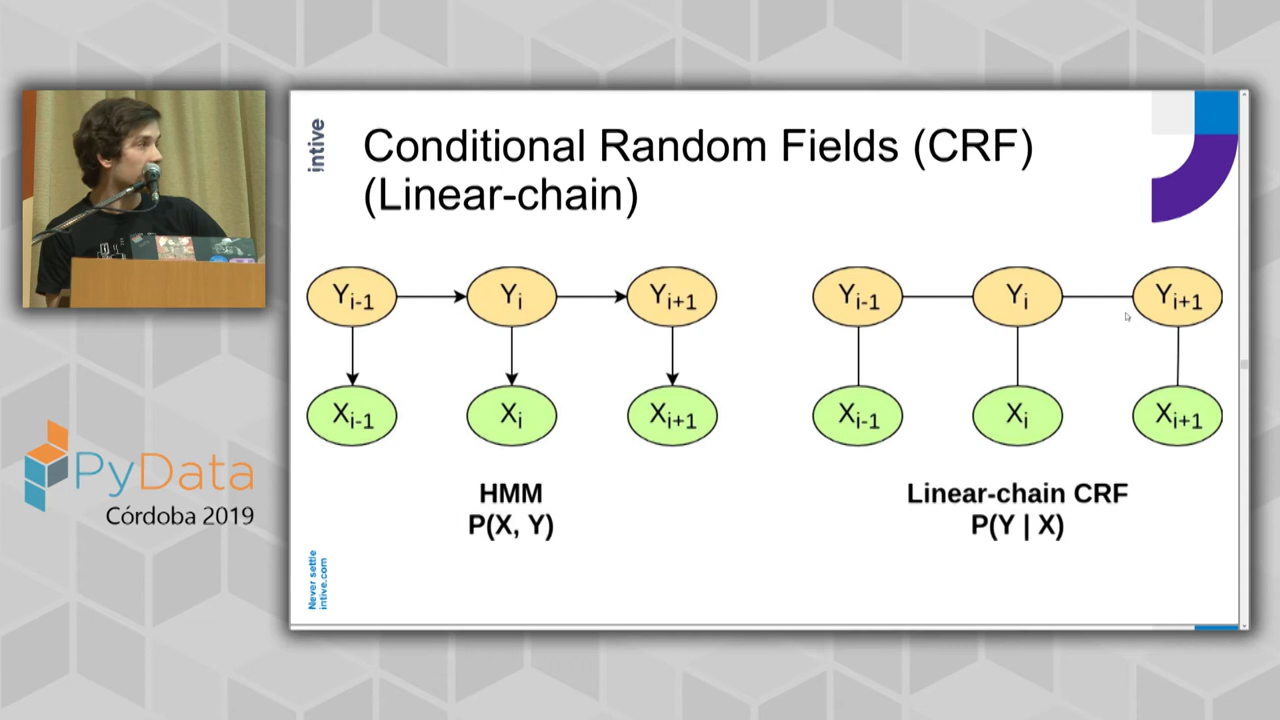 intive
Conditional Random Fields (CRF)
(Linear-chain)
Yi-1
Yi
Yi+1
Xi-1
Xi
Xi+1
HMM
P(X, Y)
Yi-1
Yi
Yi+1
Xi-1
Xi
Xi+1
Linear-chain CRF
P(Y | X)
Never settle
intive.com
PyData
Córdoba 2019